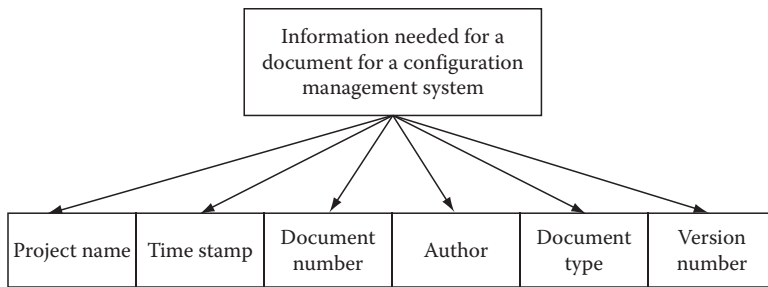 Information needed for a
document for a configuration
management system
Project name
Time stamp
Document
number
Author
Document
type
Version
number